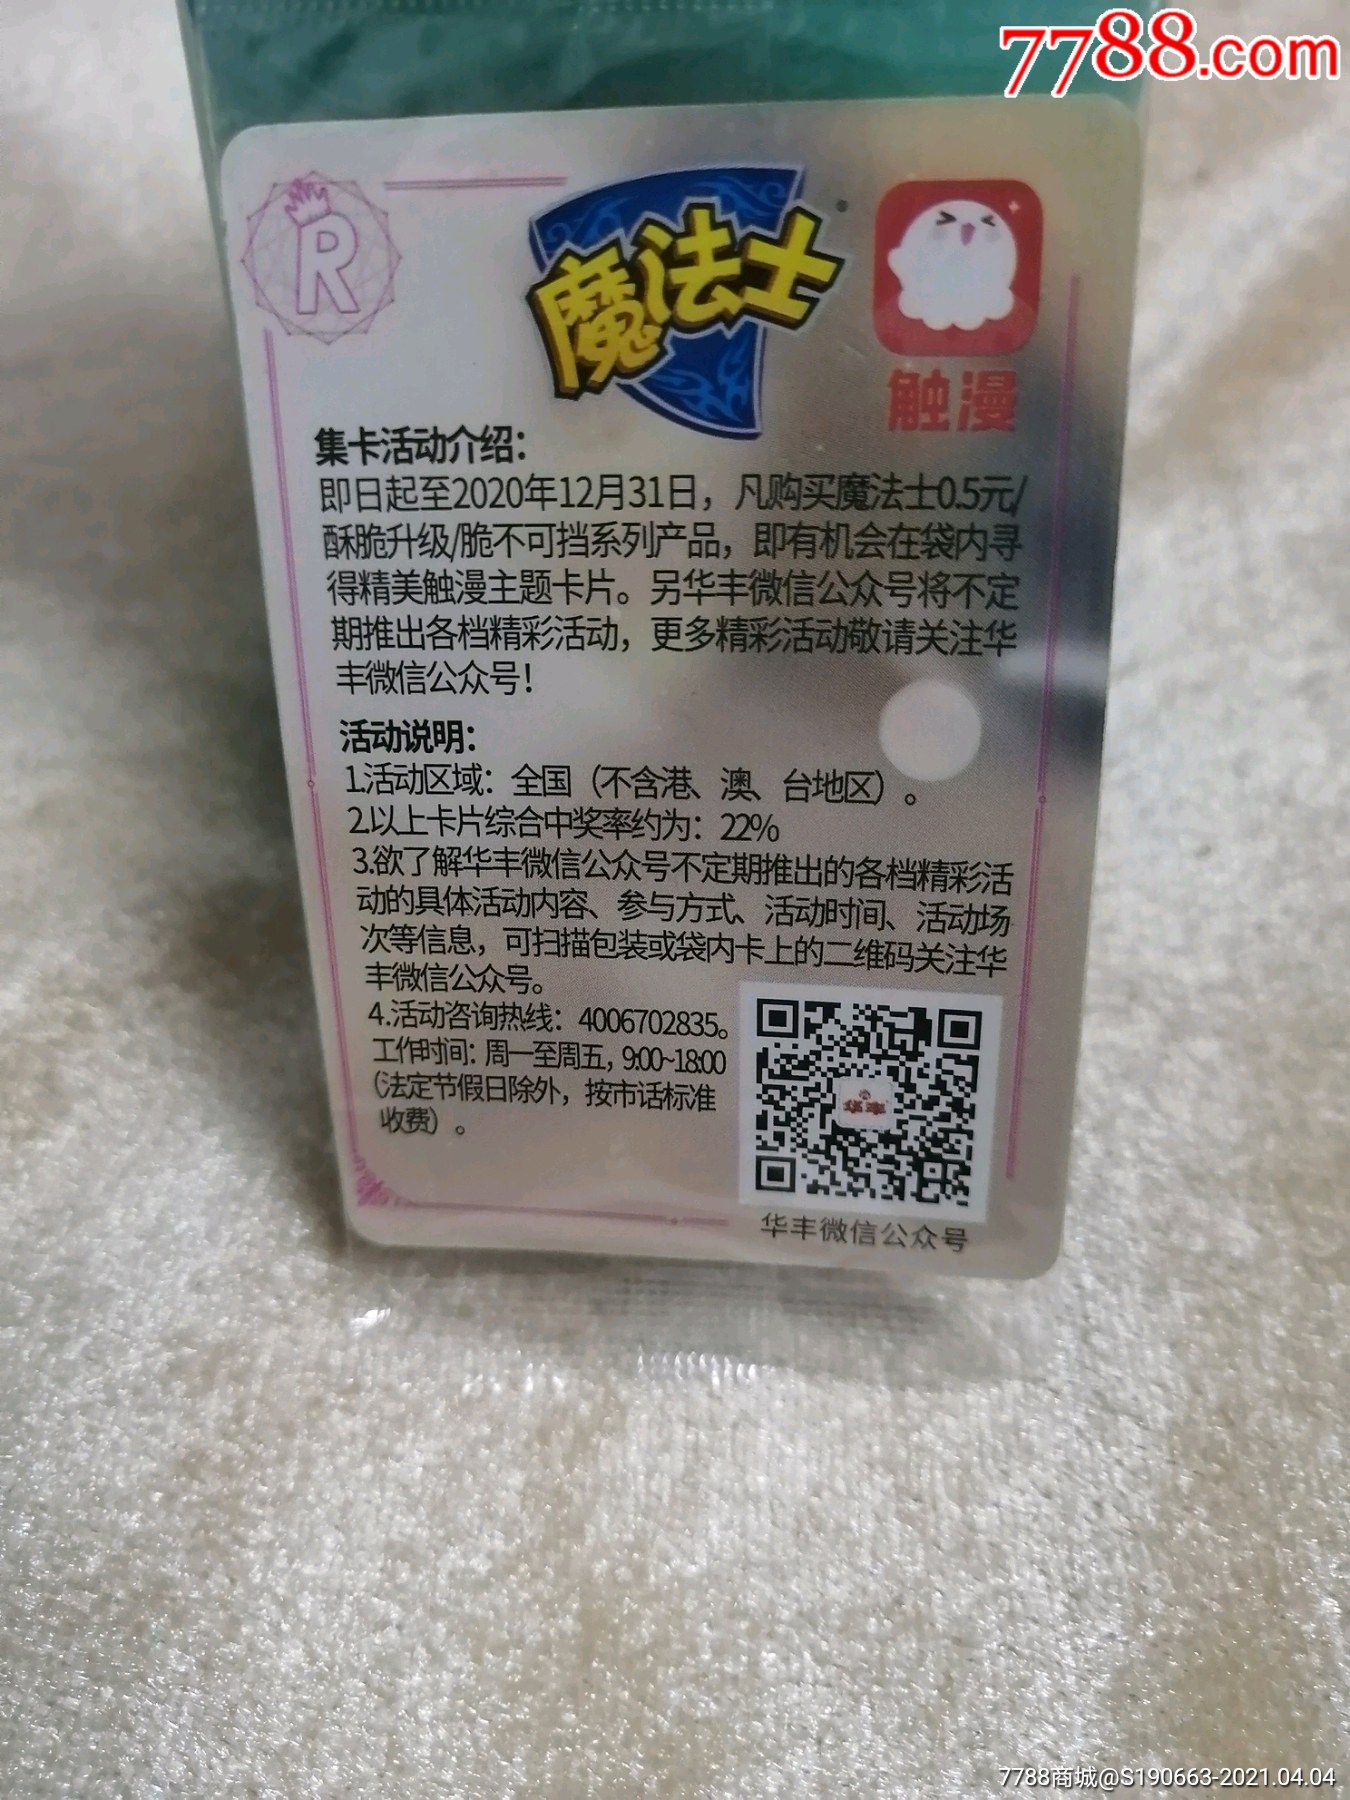 7788.com
R
魔法士
触漫
集卡活动介绍：
即日起至2020年12月31日，凡购买魔法士0.5元/
酥脆升级/脆不可挡系列产品，即有机会在袋内寻
得精美触漫主题卡片。另华丰微信公众号将不定
期推出各档精彩活动，更多精彩活动敬请关注华
丰微信公众号！
活动说明：
1.活动区域：全国（不含港、澳、台地区）。
2.以上卡片综合中奖率约为：22%
3.欲了解华丰微信公众号不定期推出的各档精彩活
动的具体活动内容、参与方式、活动时间、活动场
次等信息，可扫描包装或袋内卡上的二维码关注华
丰微信公众号。
4.活动咨询热线：4006702835。
工作时间：周一至周五，9:00~18:00
（法定节假日除外，按市话标准
收费）。
华丰
华丰微信公众号
7788商城@S190663-2021.04.04